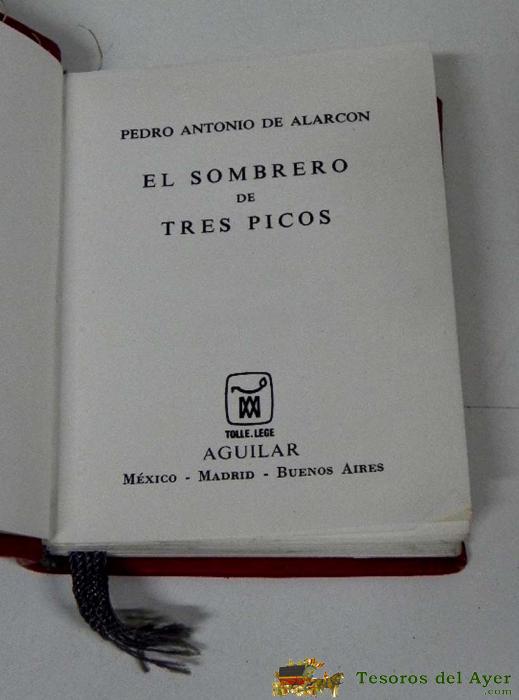 PEDRO ANTONIO DE ALARCON
EL SOMBRERO
DE
TRES PICOS
TOLLE.LEGE
AGUILAR
MÉXICO - MADRID - BUENOS AIRES
Tesoros del Ayer
.com